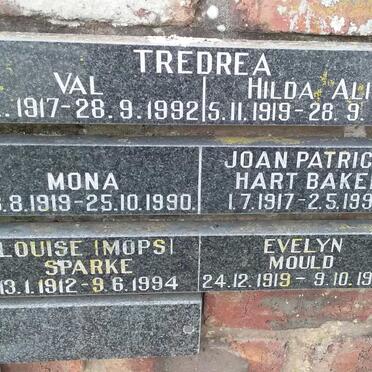 TREDREA
VAL
.1917-28.9.1992
HILDA ALI
5.11.1919-28.9.
MONA
.8.1919-25.10.1990.
JOAN PATRIC
HART BAKE
1.7.1917-2.5.199
LOUISE (MOPS)
SPARKE
13.1.1912-9.6.1994
EVELYN
MOULD
24.12.1919-9.10.19